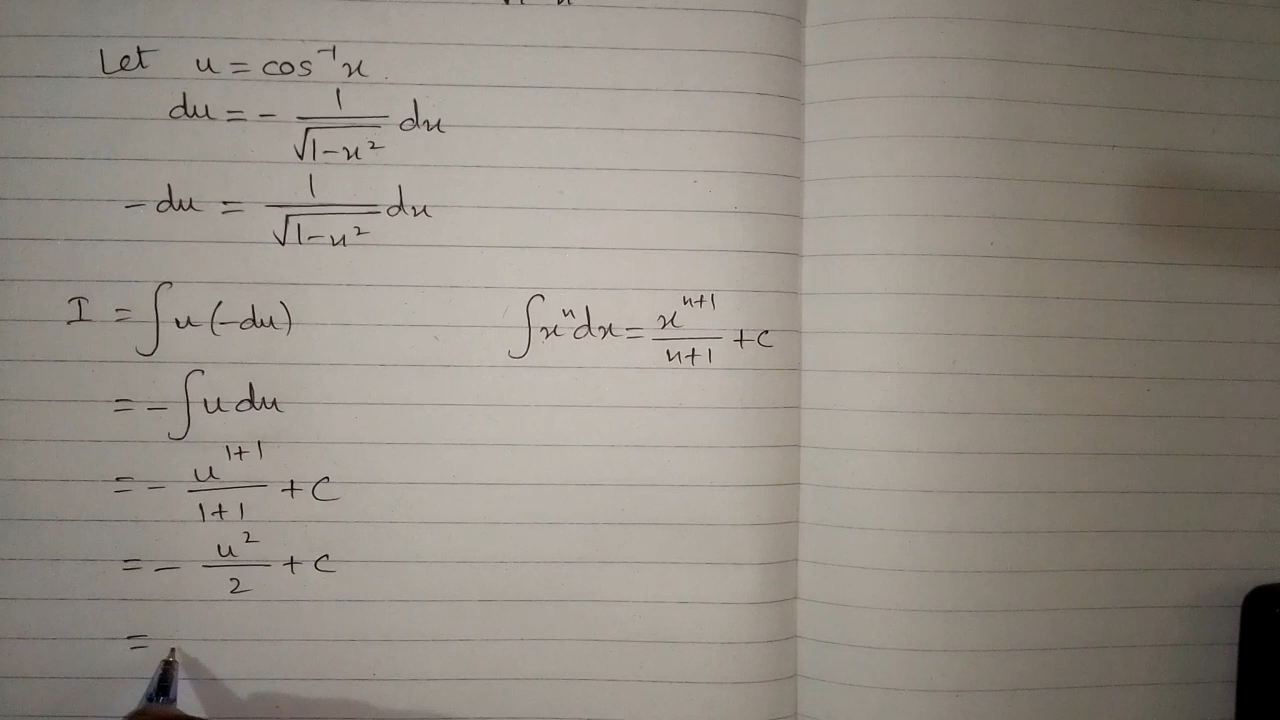 Let u = cos⁻¹x.
du = - 1/√(1-x²) dx
-du = 1/√(1-x²) dx
I = ∫u(-du)
∫xⁿdx = xⁿ⁺¹/(n+1) + C
= -∫u du
= - u¹⁺¹/(1+1) + C
= - u²/2 + C
=